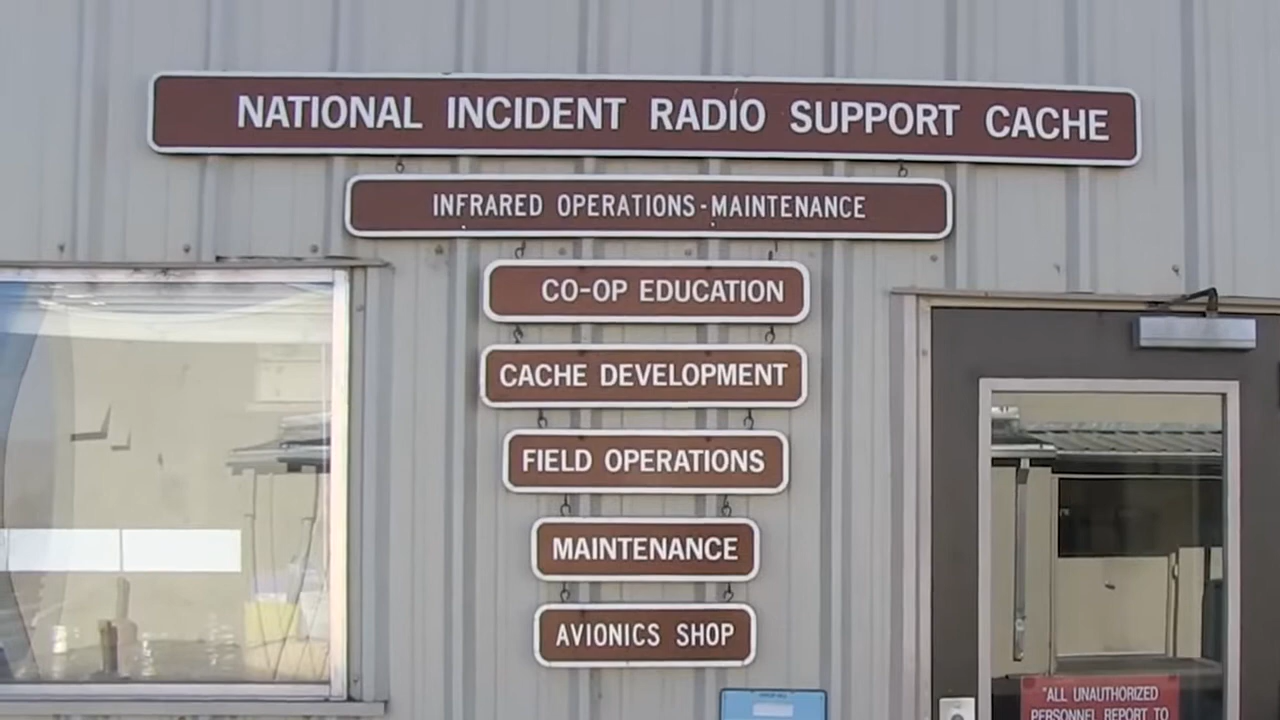 NATIONAL INCIDENT RADIO SUPPORT CACHE
INFRARED OPERATIONS-MAINTENANCE
CO-OP EDUCATION
CACHE DEVELOPMENT
FIELD OPERATIONS
MAINTENANCE
AVIONICS SHOP
"ALL UNAUTHORIZED
PERSONNEL REPORT TO